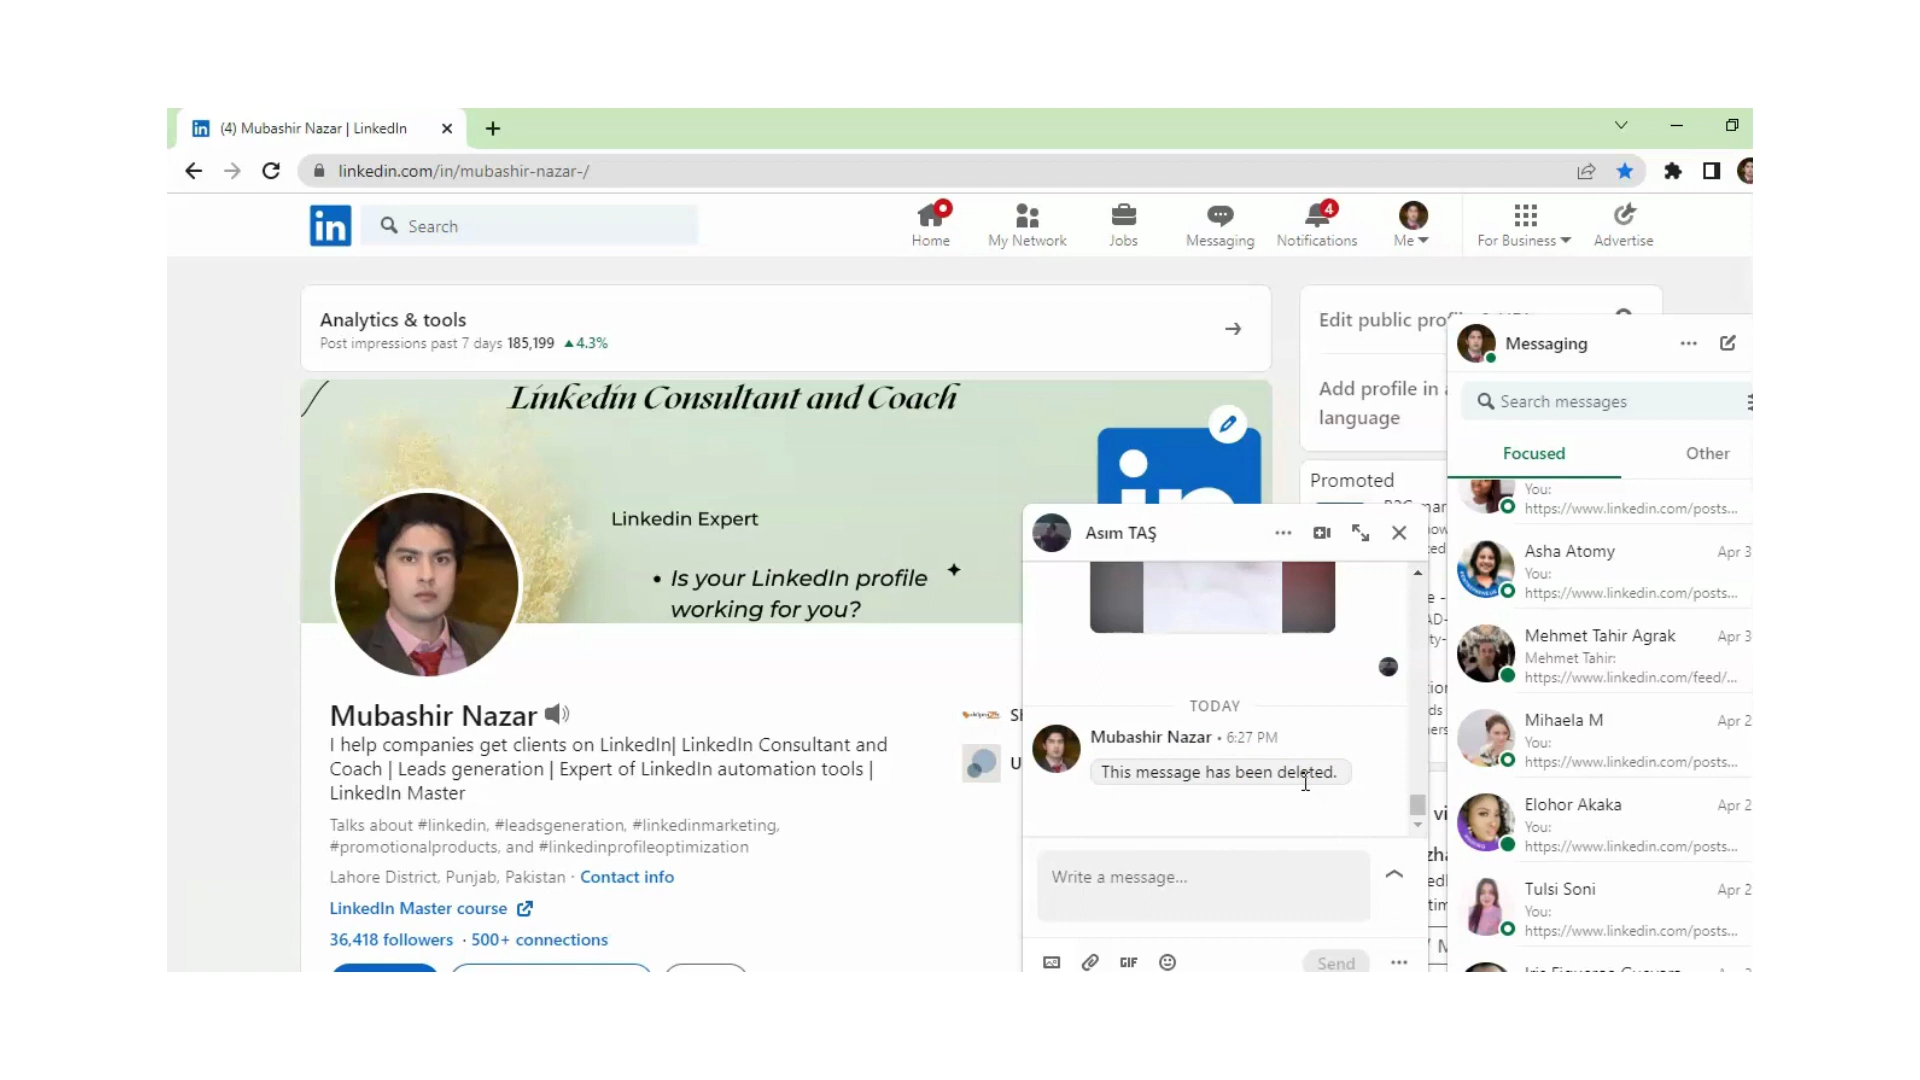 (4) Mubashir Nazar | LinkedIn
linkedin.com/in/mubashir-nazar-/
in
Search
Home
My Network
Jobs
Messaging
4
Notifications
Me
For Business
Advertise
Analytics & tools
Post impressions past 7 days 185,199 ▲4.3%
Linkedin Consultant and Coach
Linkedin Expert
• Is your LinkedIn profile
working for you?
in
Mubashir Nazar
I help companies get clients on LinkedIn| LinkedIn Consultant and
Coach | Leads generation | Expert of LinkedIn automation tools |
LinkedIn Master
Talks about #linkedin, #leadsgeneration, #linkedinmarketing,
#promotionalproducts, and #linkedinprofileoptimization
Lahore District, Punjab, Pakistan · Contact info
LinkedIn Master course
36,418 followers · 500+ connections
Edit public
Add profile in
language
Promoted
Asım TAŞ
TODAY
Mubashir Nazar • 6:27 PM
This message has been deleted.
Write a message...
GIF
Send
Messaging
Search messages
Focused
Other
You:
https://www.linkedin.com/posts...
Asha Atomy
Apr 3
You:
https://www.linkedin.com/posts...
Mehmet Tahir Agrak
Apr 3
Mehmet Tahir:
https://www.linkedin.com/feed/...
Mihaela M
Apr 2
You:
https://www.linkedin.com/posts...
Elohor Akaka
Apr 2
You:
https://www.linkedin.com/posts...
Tulsi Soni
Apr 2
You:
https://www.linkedin.com/posts...